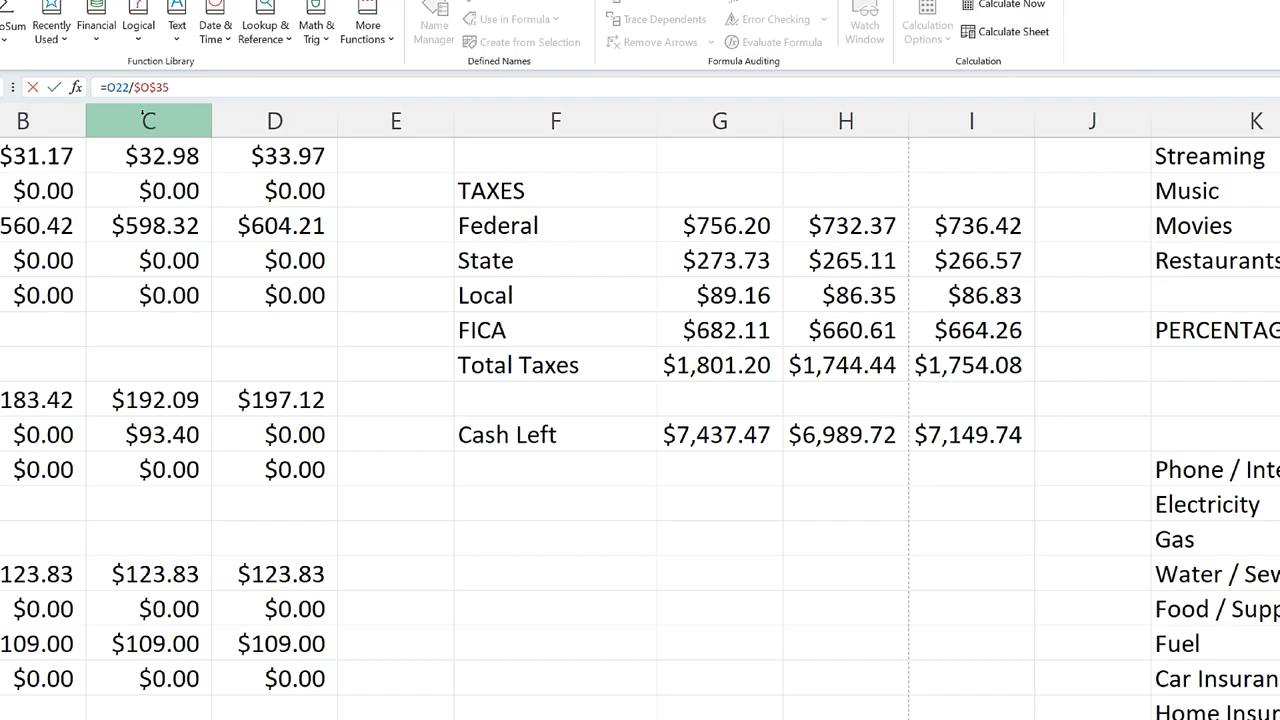 Recently Used Financial Logical Text Date & Time Lookup & Reference Math & Trig More Functions Name Manager Use in Formula Create from Selection Trace Dependents Remove Arrows Error Checking Evaluate Formula Watch Window Calculation Options Calculate Now Calculate Sheet
Function Library Defined Names Formula Auditing Calculation
fx =O22/$O$35
B C D E F G H I J K
$31.17 $32.98 $33.97 Streaming
$0.00 $0.00 $0.00 TAXES Music
560.42 $598.32 $604.21 Federal $756.20 $732.37 $736.42 Movies
$0.00 $0.00 $0.00 State $273.73 $265.11 $266.57 Restaurants
$0.00 $0.00 $0.00 Local $89.16 $86.35 $86.83
FICA $682.11 $660.61 $664.26 PERCENTAG
Total Taxes $1,801.20 $1,744.44 $1,754.08
183.42 $192.09 $197.12
$0.00 $93.40 $0.00 Cash Left $7,437.47 $6,989.72 $7,149.74
$0.00 $0.00 $0.00 Phone / Inte
Electricity
Gas
123.83 $123.83 $123.83 Water / Sew
$0.00 $0.00 $0.00 Food / Supp
109.00 $109.00 $109.00 Fuel
$0.00 $0.00 $0.00 Car Insuran
Home Insur